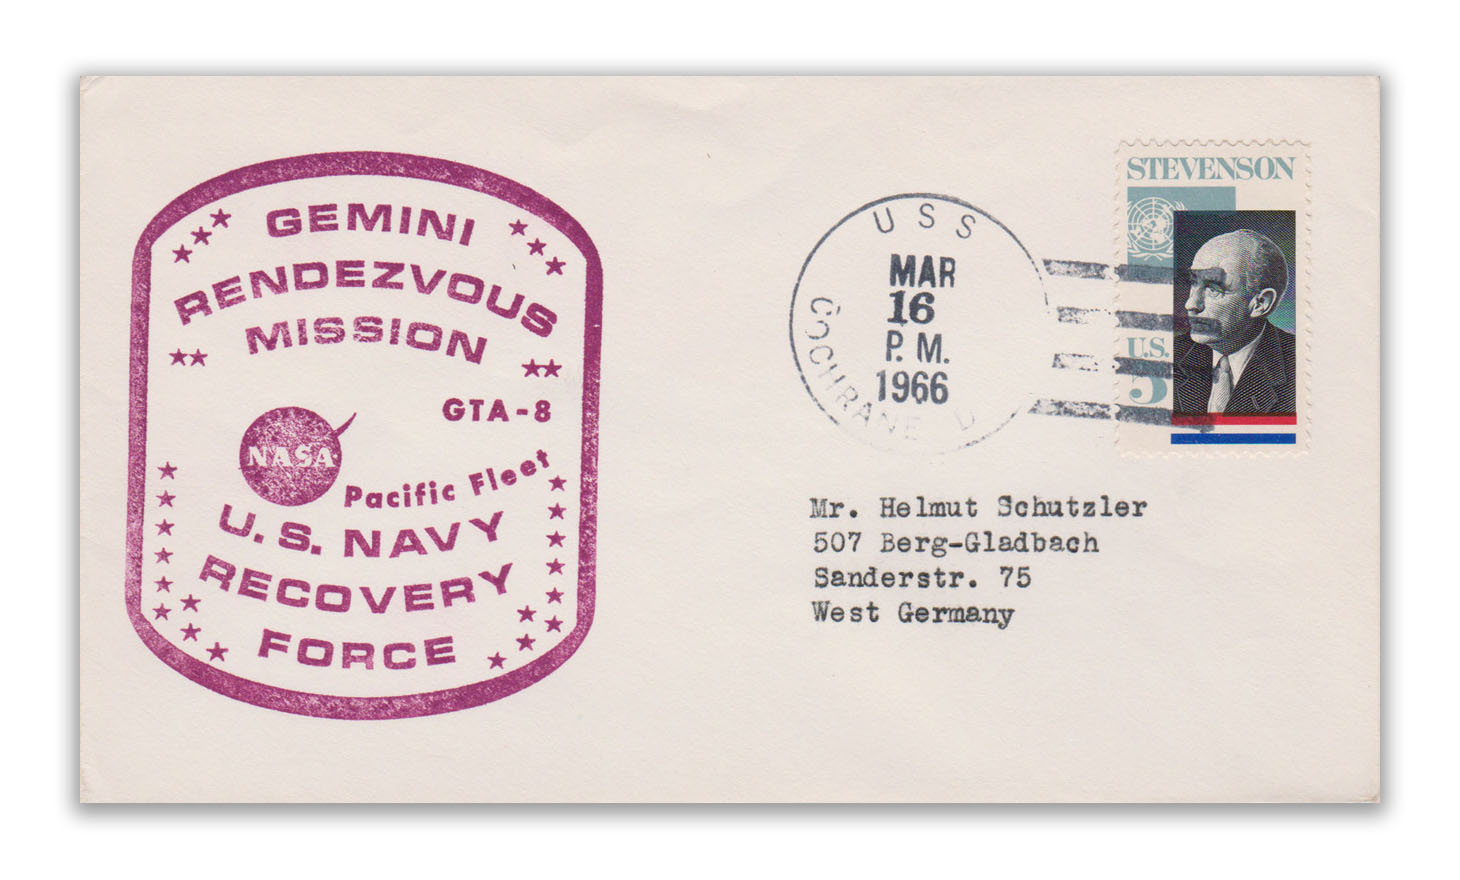 GEMINI
RENDEZVOUS
MISSION
GTA-8
NASA
Pacific Fleet
U.S. NAVY
RECOVERY
FORCE
USS
MAR
16
P. M.
1966
COCHRANE D
STEVENSON
U.S.
5
Mr. Helmut Schutzler
507 Berg-Gladbach
Sanderstr. 75
West Germany